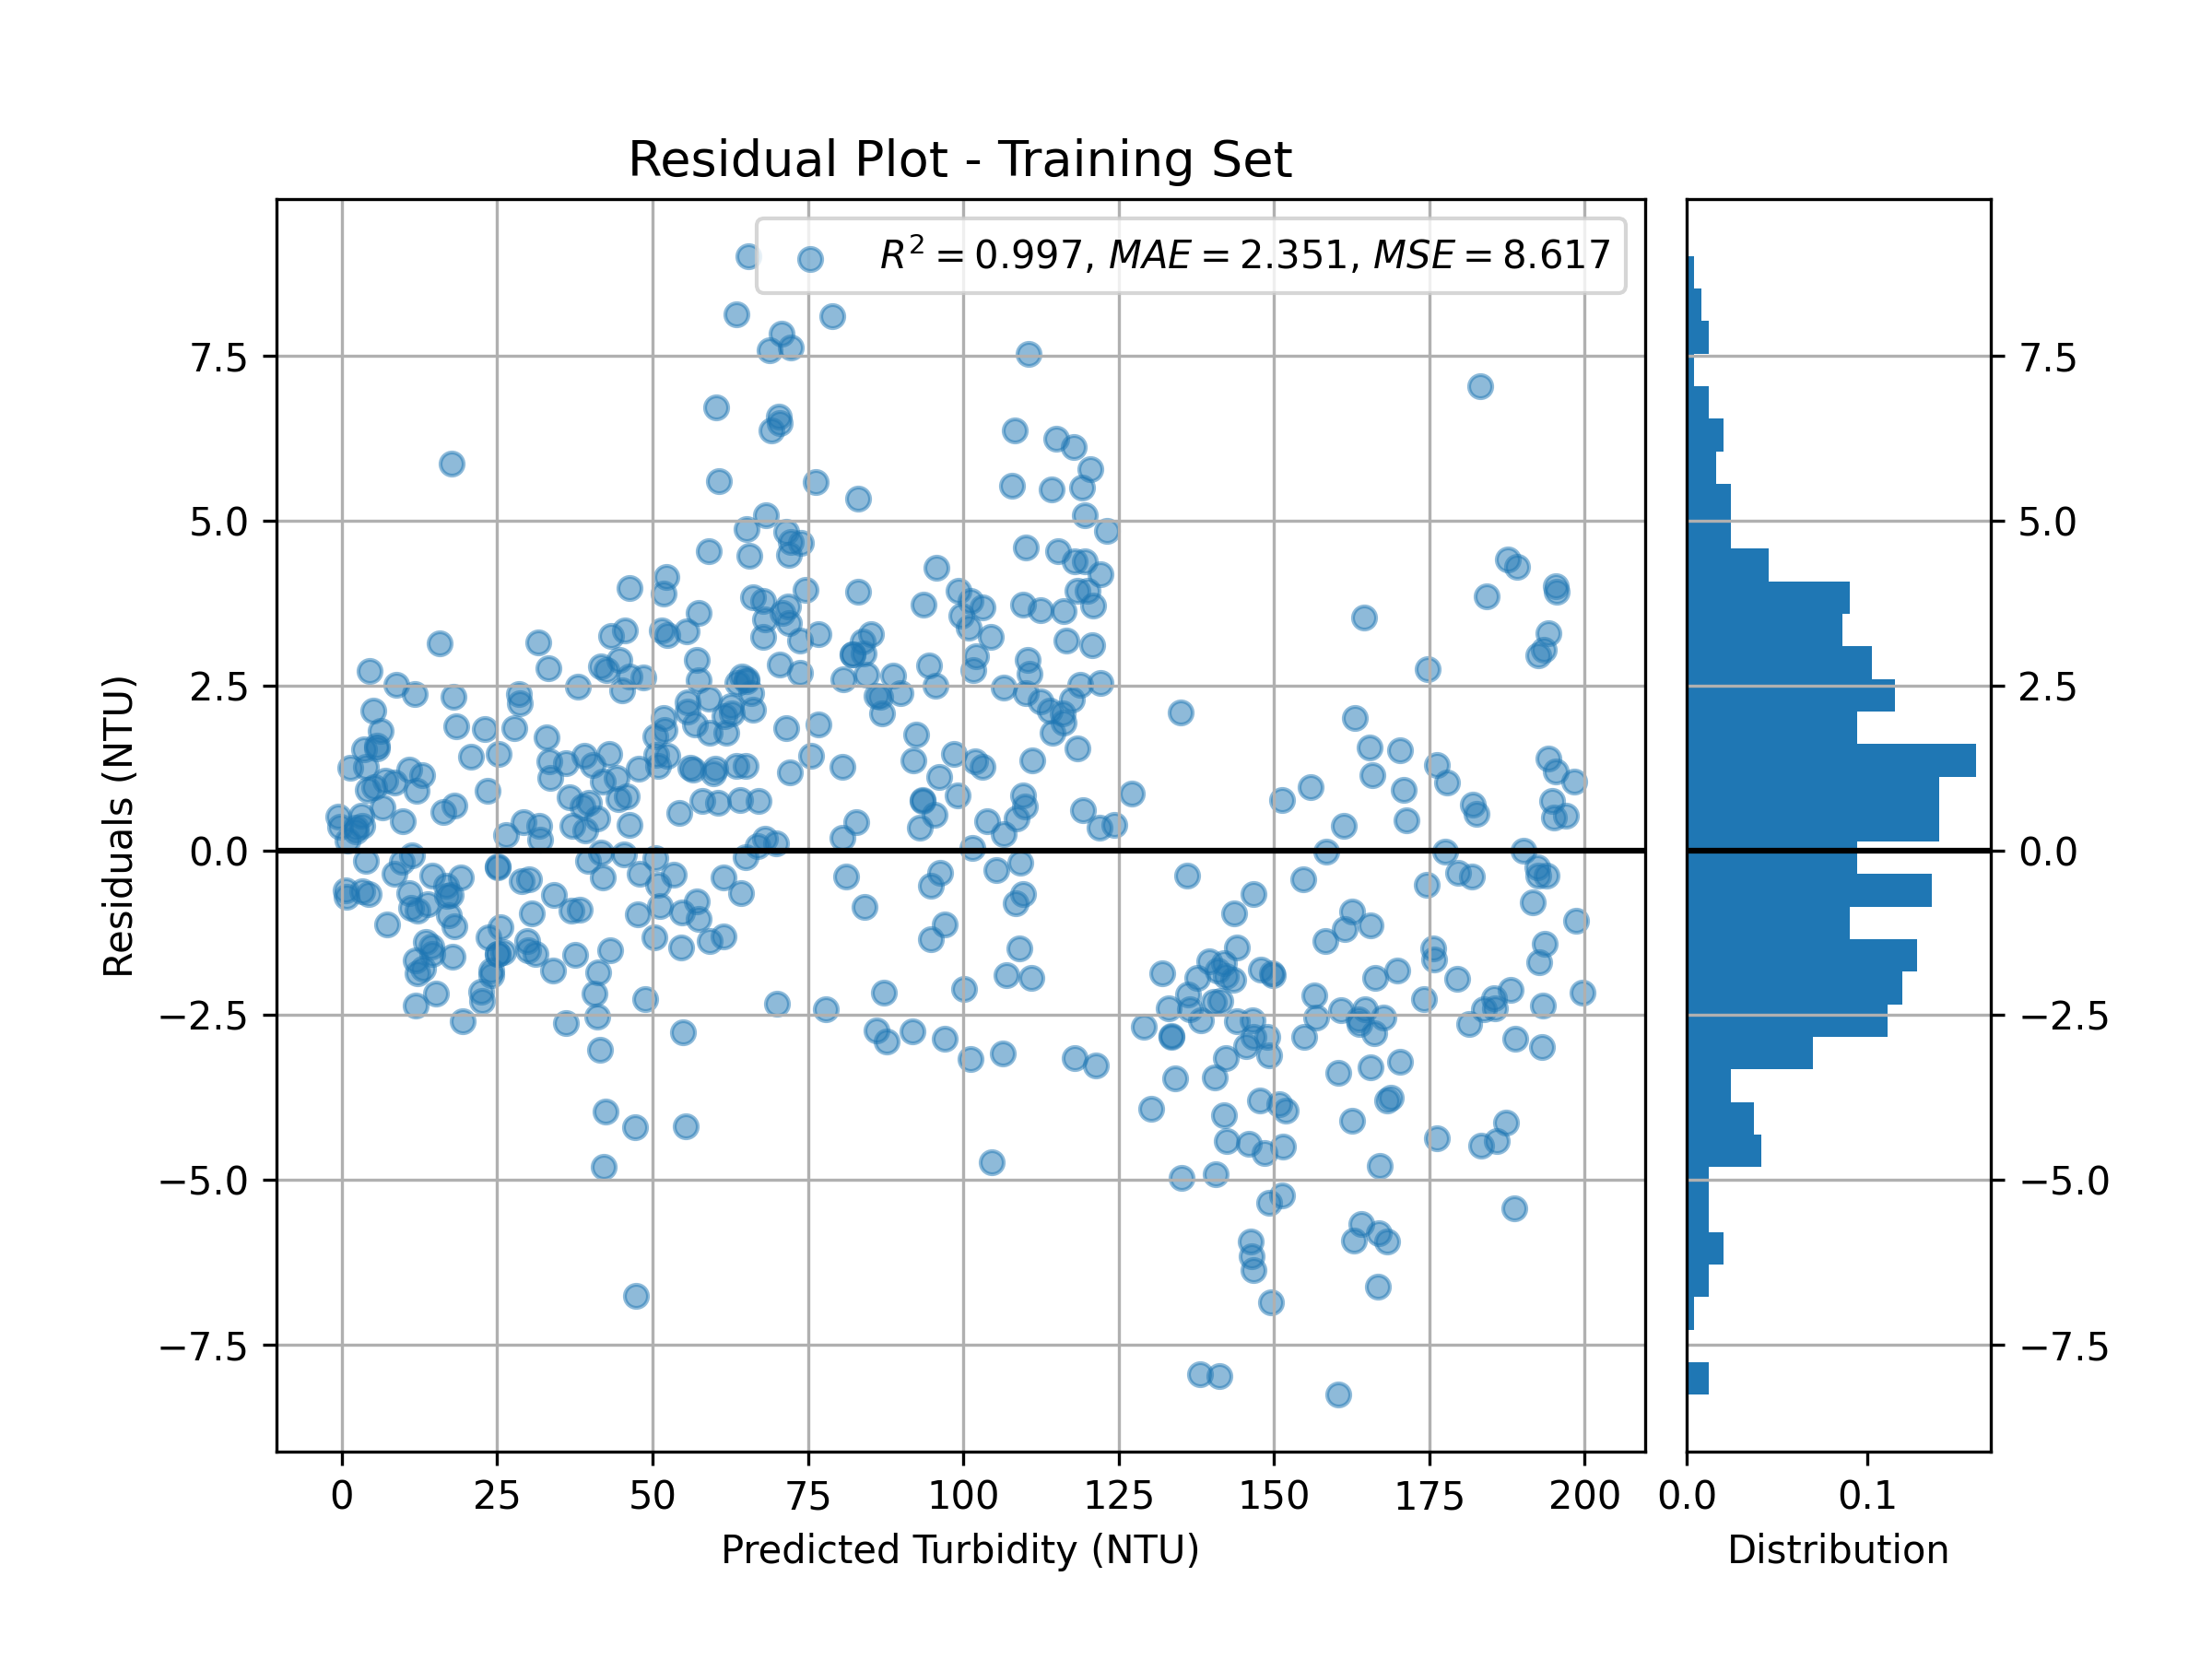 Residual Plot - Training Set
R² = 0.997, MAE = 2.351, MSE = 8.617
Residuals (NTU)
7.5
5.0
2.5
0.0
−2.5
−5.0
−7.5
0 25 50 75 100 125 150 175 200
Predicted Turbidity (NTU)
7.5
5.0
2.5
0.0
−2.5
−5.0
−7.5
0.0 0.1
Distribution